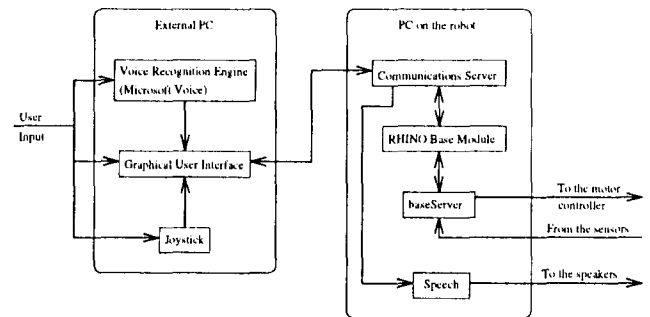 External PC
PC on the robot
Voice Recognition Engine
(Microsoft Voice)
Communications Server
User
Input
RHINO Base Module
Graphical User Interface
baseServer
To the motor
controller
From the sensors
Joystick
To the speakers
Speech